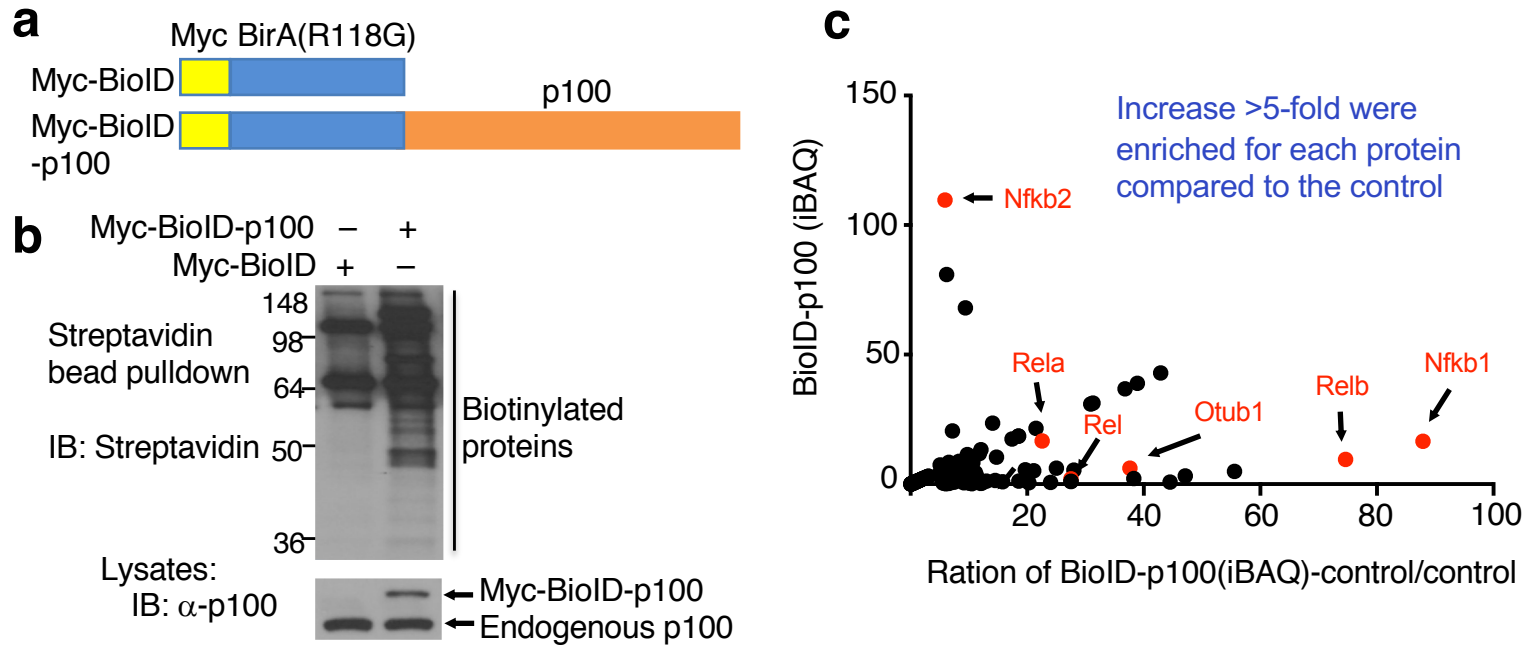 a
Myc BirA(R118G)
Myc-BioID
p100
Myc-BioID
-p100
b
Myc-BioID-p100 – +
Myc-BioID + –
148
98
64
50
36
Streptavidin
bead pulldown
IB: Streptavidin
Biotinylated
proteins
Lysates:
IB: α-p100
Myc-BioID-p100
Endogenous p100
c
150
100
50
0
20 40 60 80 100
BioID-p100 (iBAQ)
Increase >5-fold were
enriched for each protein
compared to the control
Nfkb2
Rela
Rel
Otub1
Relb
Nfkb1
Ration of BioID-p100(iBAQ)-control/control